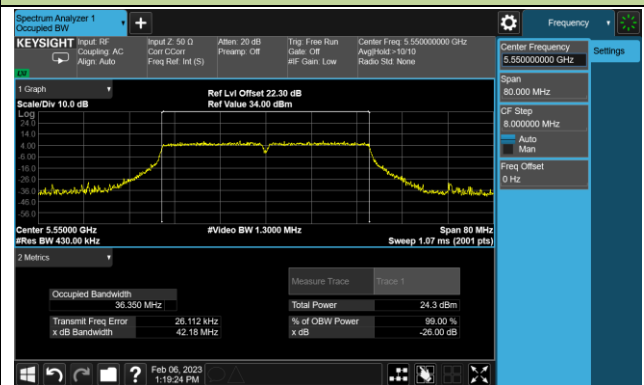 Spectrum Analyzer 1
Occupied BW
+
Frequency
KEYSIGHT
Input: RF
Coupling: AC
Align: Auto
Input Z: 50 Ω
Corr CCorr
Freq Ref: Int (S)
Atten: 20 dB
Preamp: Off
Trig: Free Run
Gate: Off
#IF Gain: Low
Center Freq: 5.550000000 GHz
Avg|Hold:>10/10
Radio Std: None
Center Frequency
5.550000000 GHz
Settings
Span
80.000 MHz
CF Step
8.000000 MHz
Auto
Man
Freq Offset
0 Hz
1 Graph
Scale/Div 10.0 dB
Ref Lvl Offset 22.30 dB
Ref Value 34.00 dBm
Log
24.0
14.0
4.00
-6.00
-16.0
-26.0
-36.0
-46.0
-56.0
Center 5.55000 GHz
#Res BW 430.00 kHz
#Video BW 1.3000 MHz
Span 80 MHz
Sweep 1.07 ms (2001 pts)
2 Metrics
Measure Trace
Trace 1
Occupied Bandwidth
36.350 MHz
Total Power
24.3 dBm
Transmit Freq Error
26.112 kHz
% of OBW Power
99.00 %
x dB Bandwidth
42.18 MHz
x dB
-26.00 dB
?
Feb 06, 2023
1:19:24 PM